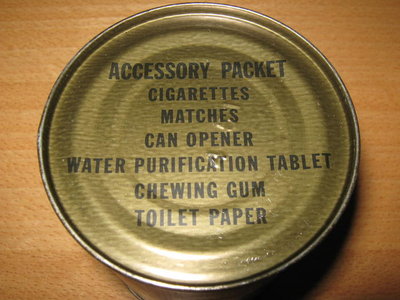 ACCESSORY PACKET
CIGARETTES
MATCHES
CAN OPENER
WATER PURIFICATION TABLET
CHEWING GUM
TOILET PAPER